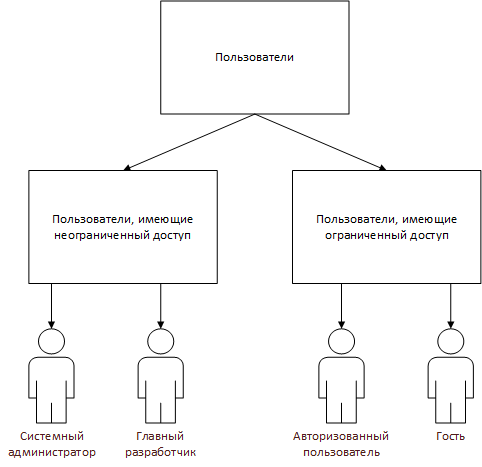 Пользователи
Пользователи, имеющие
неограниченный доступ
Пользователи, имеющие
ограниченный доступ
Системный
администратор
Главный
разработчик
Авторизованный
пользователь
Гость